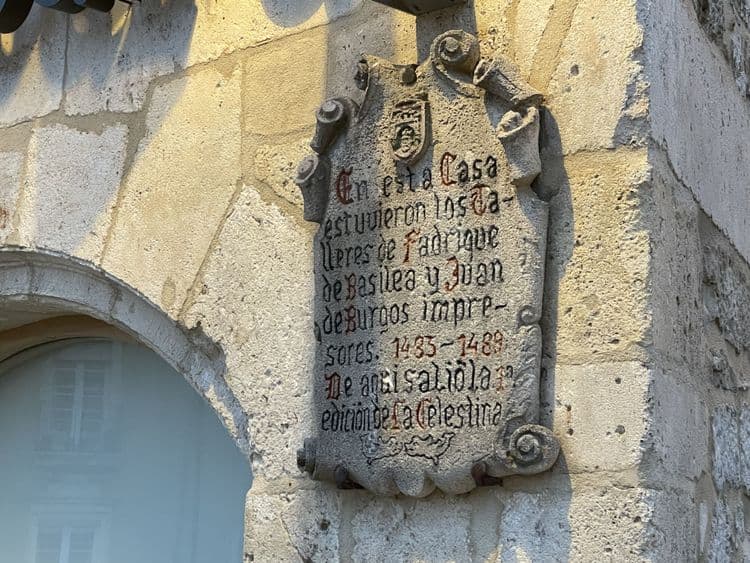 En esta Casa
estuvieron los Ta-
lleres de Fadrique
de Basilea y Juan
de Burgos impre-
sores. 1483-1489
De aqui salió la 1ª
edición de La Celestina